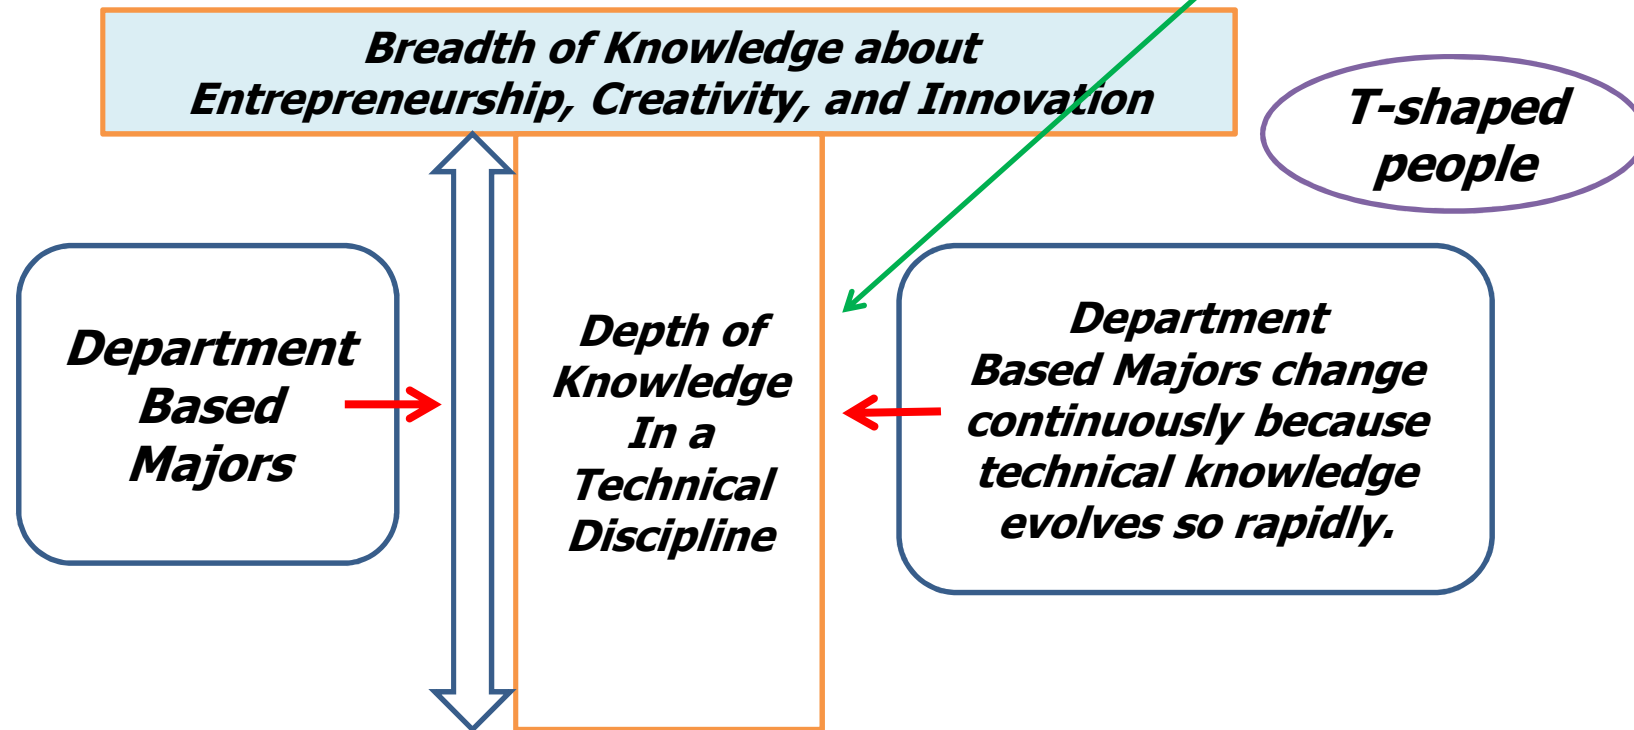 Breadth of Knowledge about
Entrepreneurship, Creativity, and Innovation
T-shaped
people
Department
Based
Majors
Depth of
Knowledge
In a
Technical
Discipline
Department
Based Majors change
continuously because
technical knowledge
evolves so rapidly.